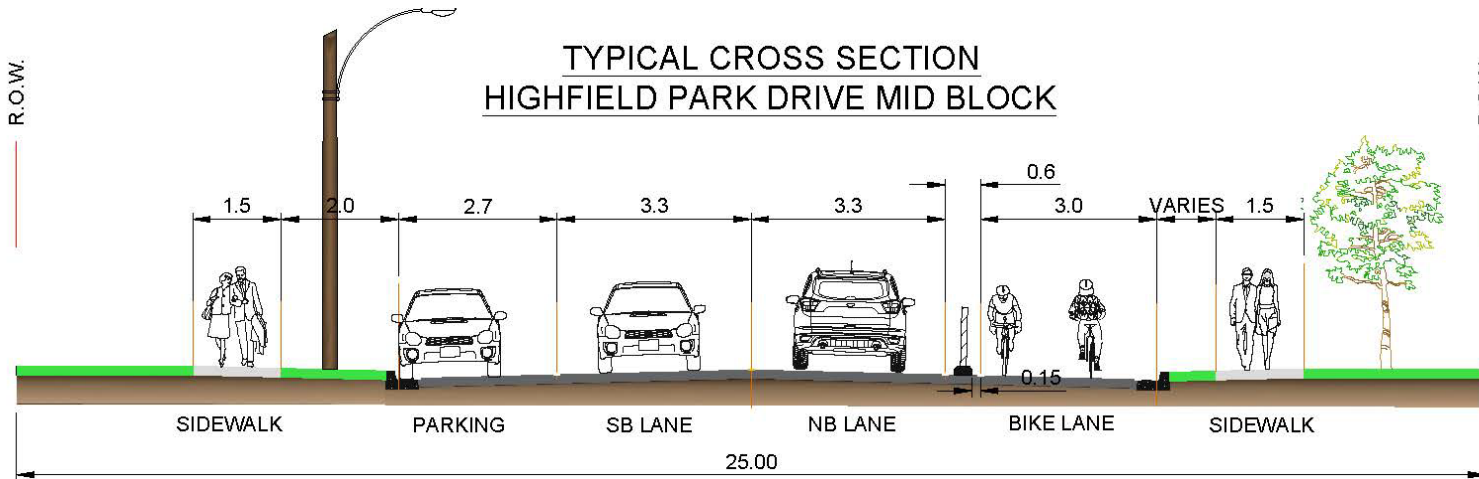 TYPICAL CROSS SECTION
HIGHFIELD PARK DRIVE MID BLOCK
R.O.W.
0.6
1.5 2.0 2.7 3.3 3.3 3.0 VARIES 1.5
0.15
SIDEWALK PARKING SB LANE NB LANE BIKE LANE SIDEWALK
25.00